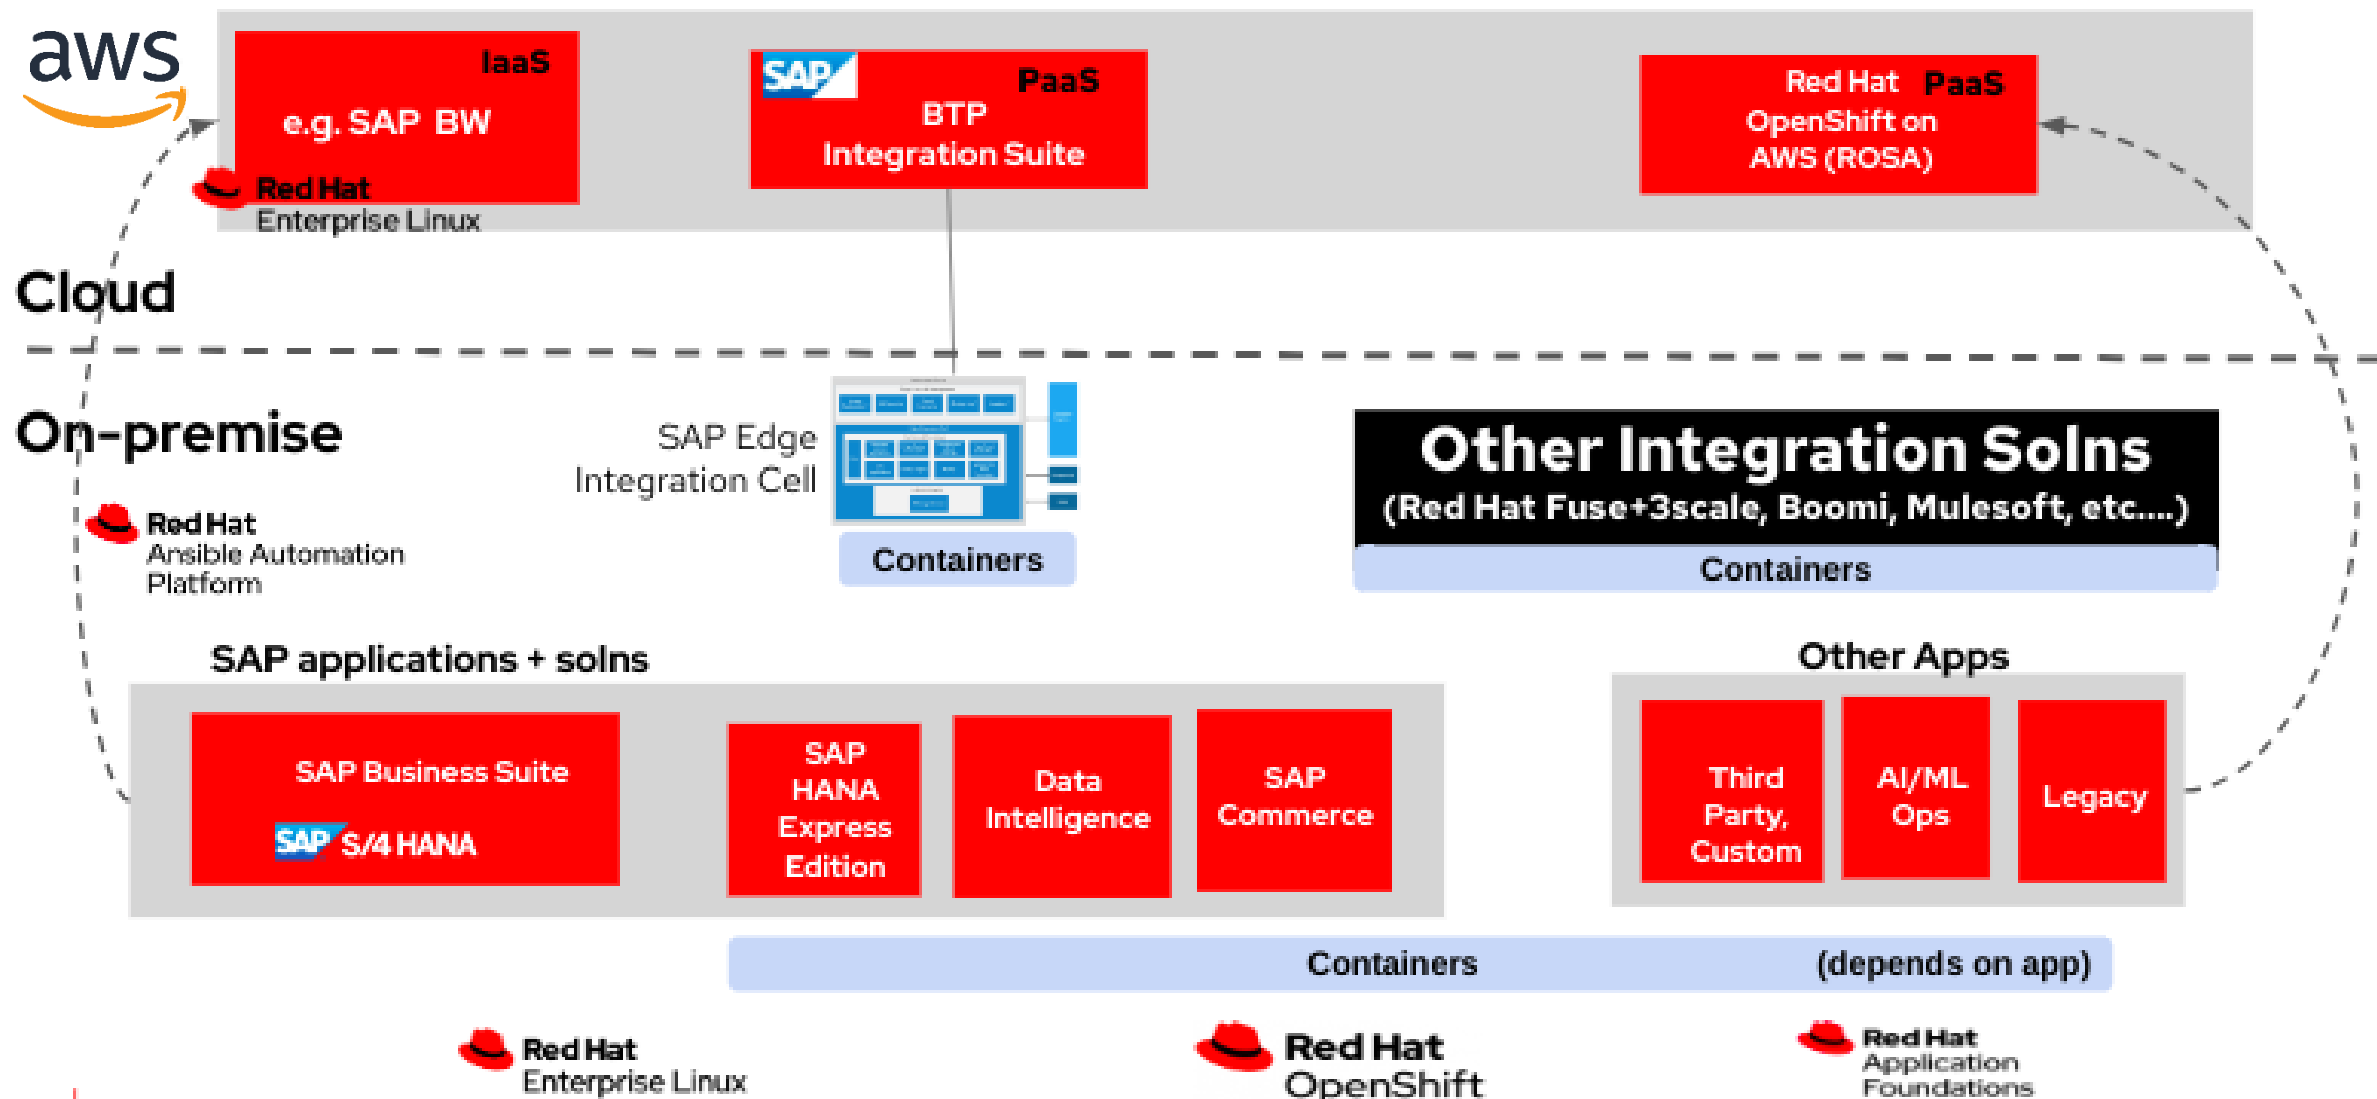 aws
IaaS
e.g. SAP BW
Red Hat
Enterprise Linux
SAP
PaaS
BTP
Integration Suite
Red Hat PaaS
OpenShift on
AWS (ROSA)
Cloud
On-premise
Red Hat
Ansible Automation
Platform
SAP Edge
Integration Cell
Containers
Other Integration Solns
(Red Hat Fuse+3scale, Boomi, Mulesoft, etc....)
Containers
SAP applications + solns
SAP Business Suite
SAP S/4 HANA
SAP
HANA
Express
Edition
Data
Intelligence
SAP
Commerce
Other Apps
Third
Party,
Custom
AI/ML
Ops
Legacy
Containers (depends on app)
Red Hat
Enterprise Linux
Red Hat
OpenShift
Red Hat
Application
Foundations